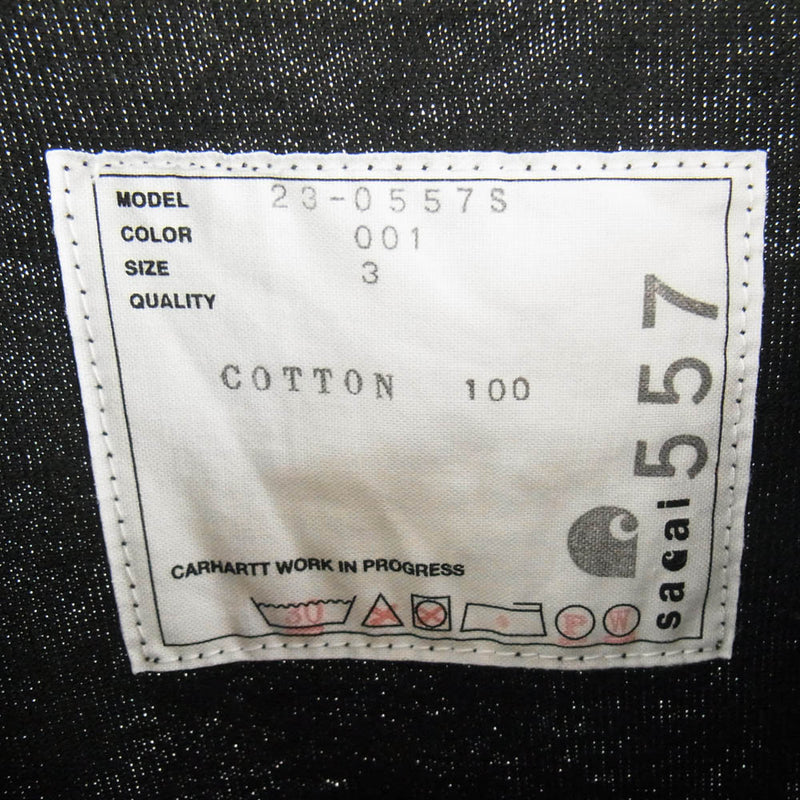 MODEL 23-0557S
COLOR 001
SIZE 3
QUALITY
COTTON 100
CARHARTT WORK IN PROGRESS
30
P W
sacai 557